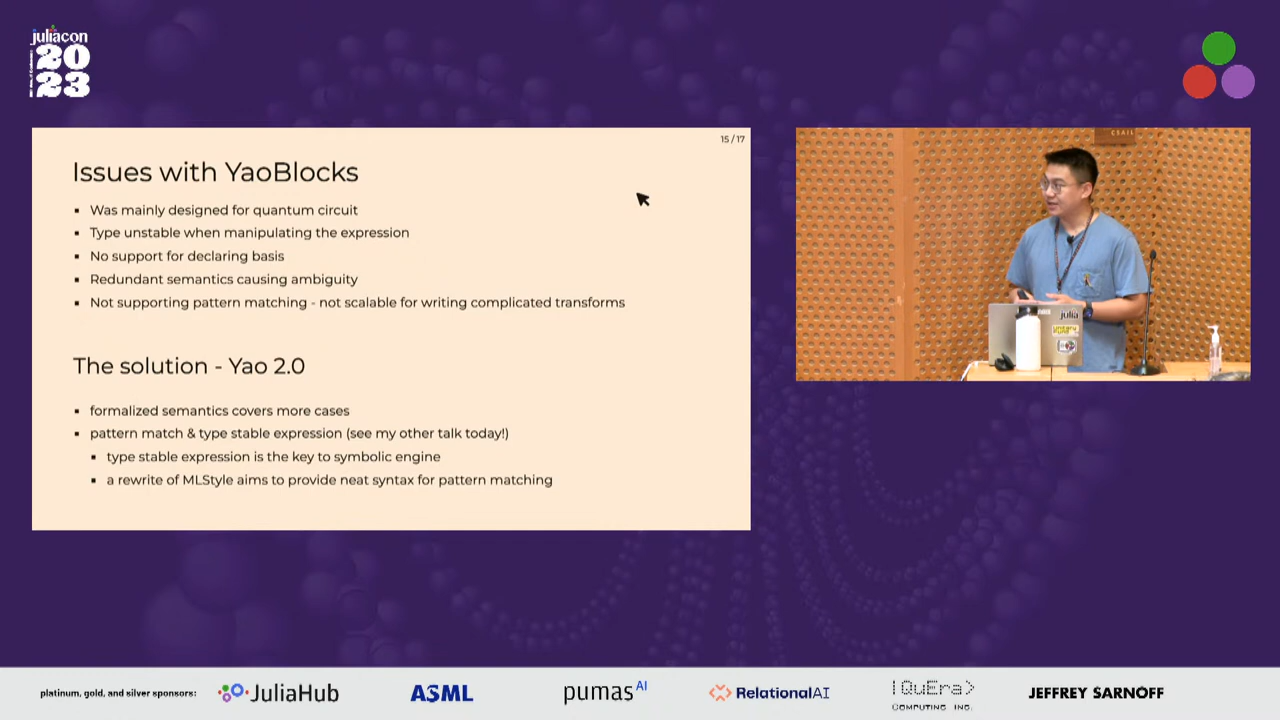 juliacon
20
23
15 / 17
Issues with YaoBlocks
Was mainly designed for quantum circuit
Type unstable when manipulating the expression
No support for declaring basis
Redundant semantics causing ambiguity
Not supporting pattern matching - not scalable for writing complicated transforms
The solution - Yao 2.0
formalized semantics covers more cases
pattern match & type stable expression (see my other talk today!)
type stable expression is the key to symbolic engine
a rewrite of MLStyle aims to provide neat syntax for pattern matching
CSAIL
julia
platinum, gold, and silver sponsors:
JuliaHub
ASML
pumas AI
RelationalAI
|QuEra>
COMPUTING INC.
JEFFREY SARNOFF